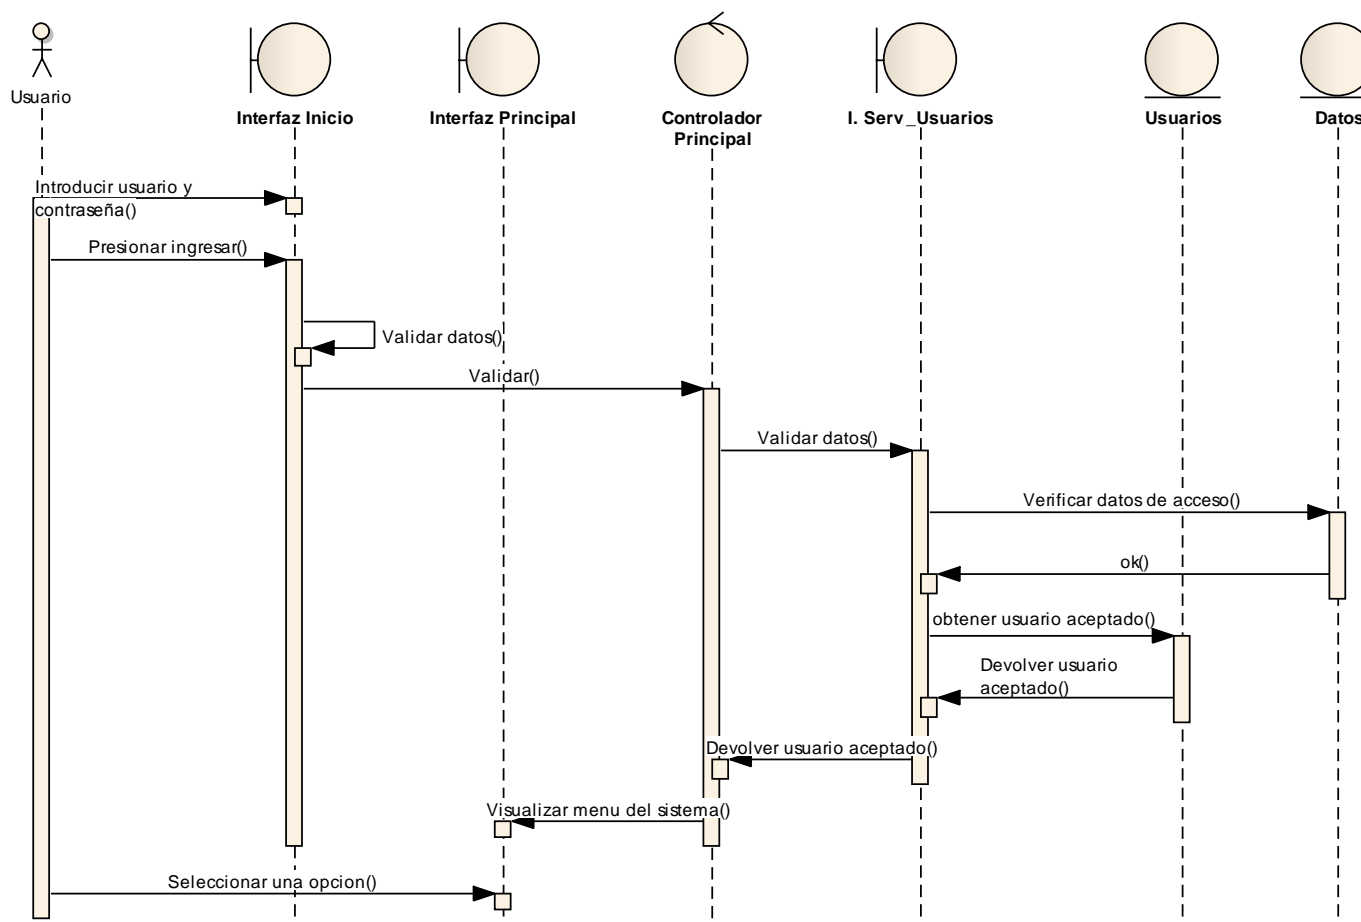 Usuario
Interfaz Inicio
Interfaz Principal
Controlador
Principal
I. Serv_Usuarios
Usuarios
Datos
Introducir usuario y
contraseña()
Presionar ingresar()
Validar datos()
Validar()
Validar datos()
Verificar datos de acceso()
ok()
obtener usuario aceptado()
Devolver usuario
aceptado()
Devolver usuario aceptado()
Visualizar menu del sistema()
Seleccionar una opcion()